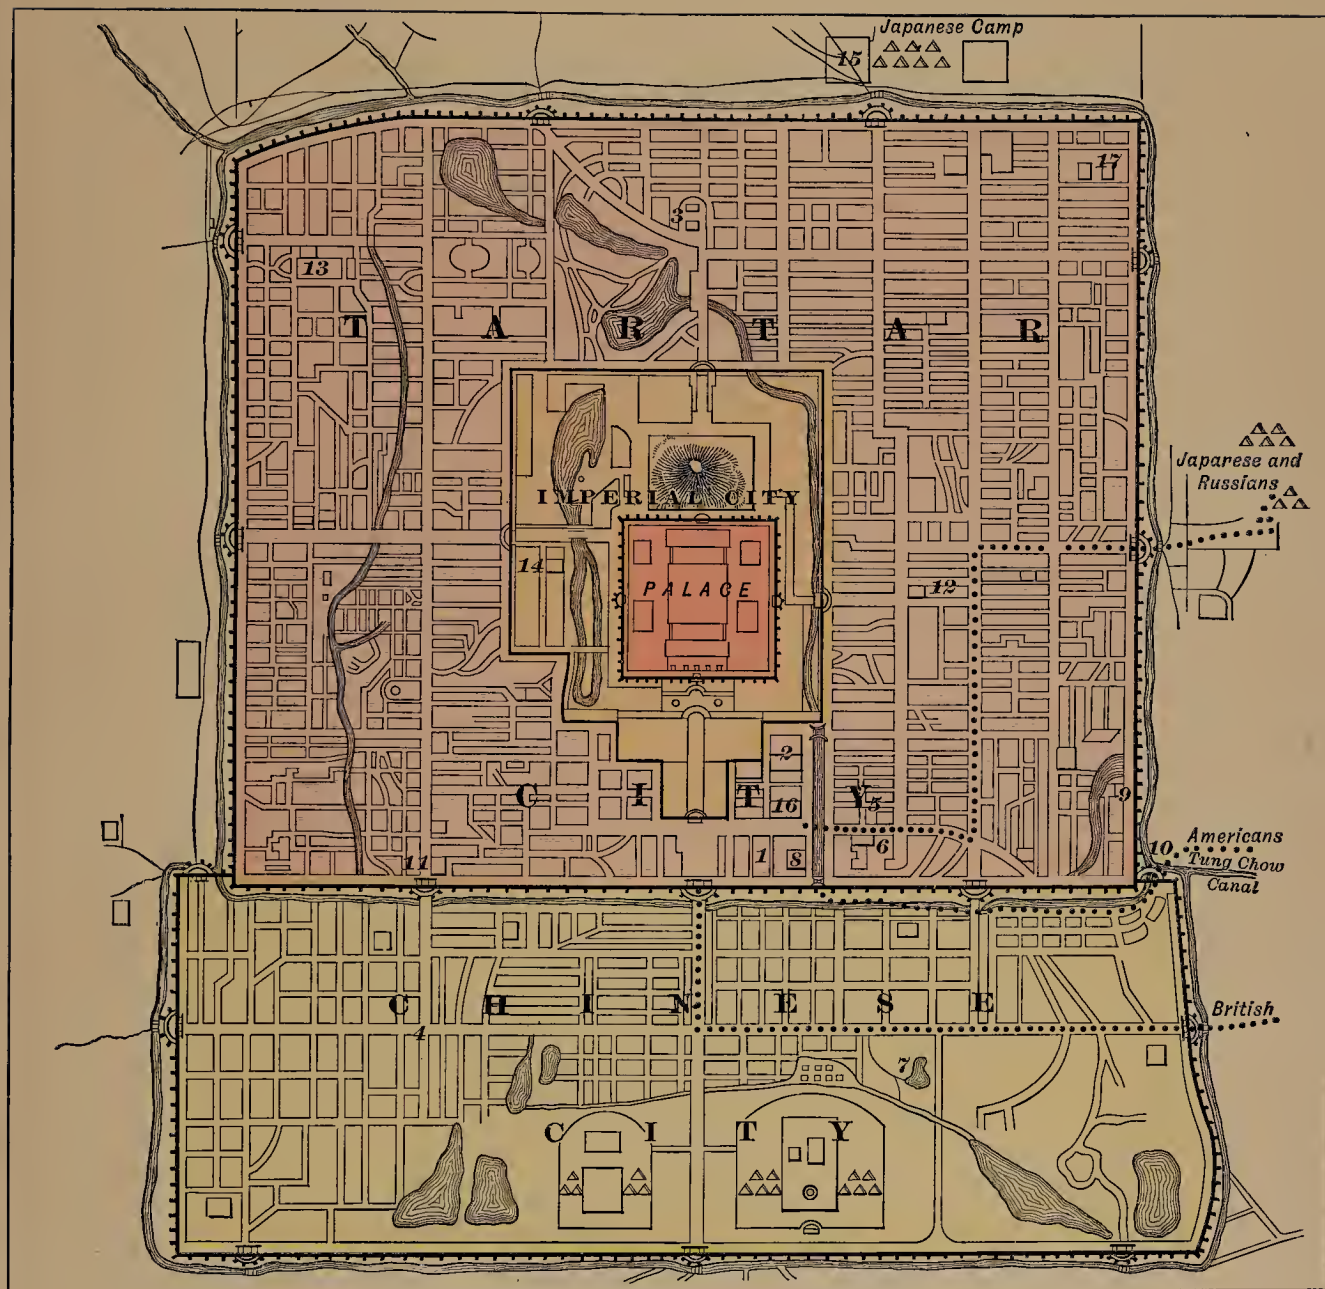 Japanese Camp
15
17
3
13
T A R T A R
Japanese and
Russians
IMPERIAL CITY
14
PALACE
12
2
C I T Y
16
5
9
1
8
6
11
10
Americans
Tung Chow
Canal
C H I N E S E
British
4
7
C I T Y